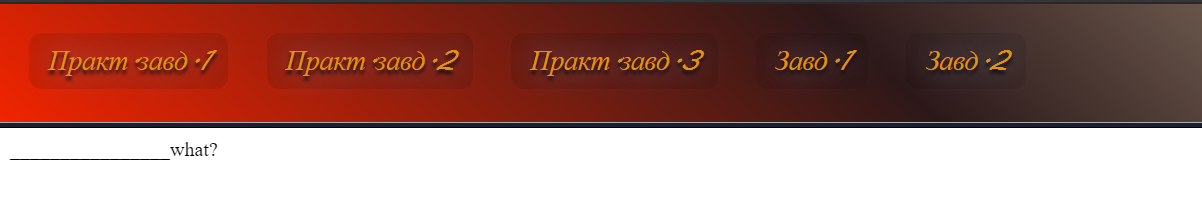 Практ завд ·1 Практ завд ·2 Практ завд ·3 Завд ·1 Завд ·2
________________what?